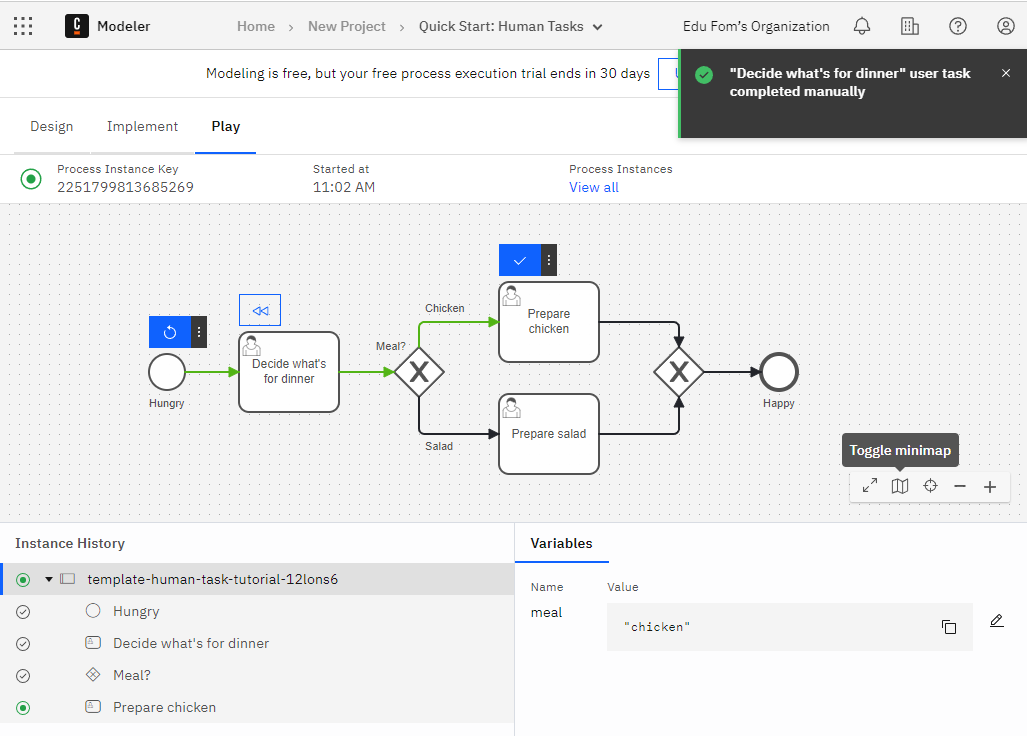 Modeler
Home
New Project
Quick Start: Human Tasks
Edu Fom's Organization
Modeling is free, but your free process execution trial ends in 30 days
"Decide what's for dinner" user task
completed manually
Design
Implement
Play
Process Instance Key
2251799813685269
Started at
11:02 AM
Process Instances
View all
Hungry
Decide what's
for dinner
Meal?
Chicken
Salad
Prepare
chicken
Prepare salad
Happy
Toggle minimap
Instance History
template-human-task-tutorial-12lons6
Hungry
Decide what's for dinner
Meal?
Prepare chicken
Variables
Name
Value
meal
"chicken"